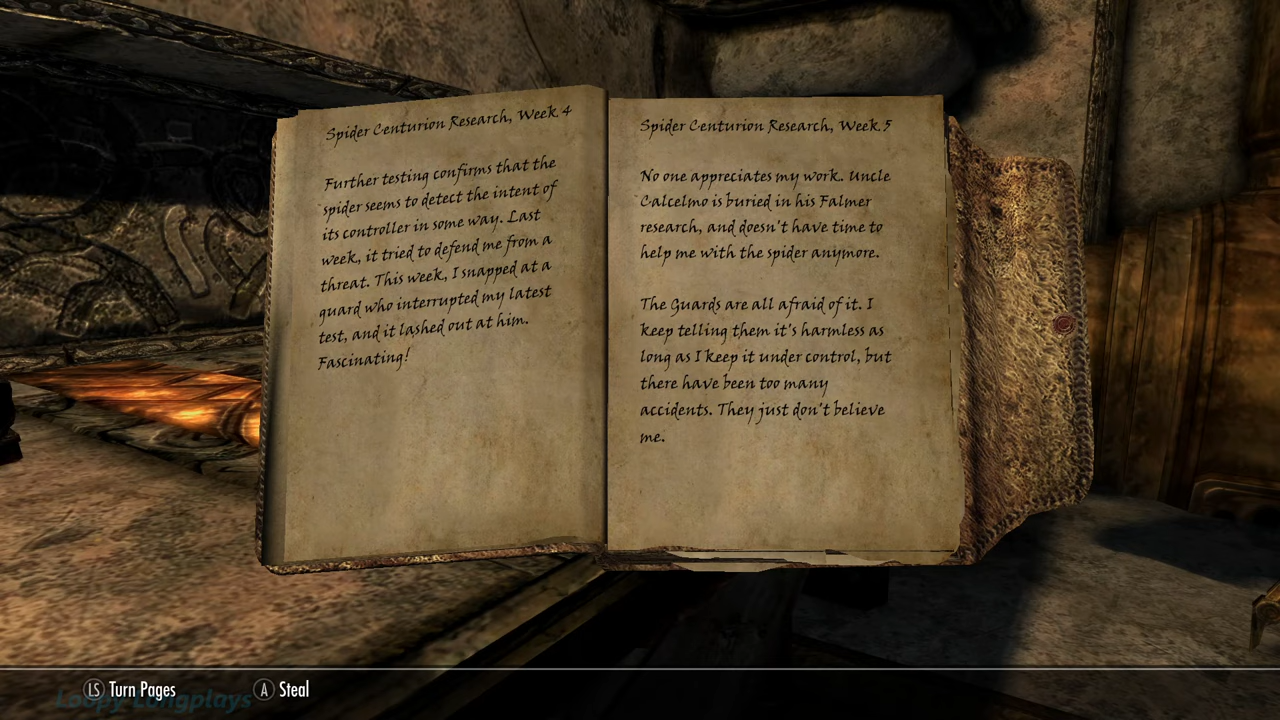 Spider Centurion Research, Week 4
Further testing confirms that the
spider seems to detect the intent of
its controller in some way. Last
week, it tried to defend me from a
threat. This week, I snapped at a
guard who interrupted my latest
test, and it lashed out at him.
Fascinating!
Spider Centurion Research, Week 5
No one appreciates my work. Uncle
Calcelmo is buried in his Falmer
research, and doesn't have time to
help me with the spider anymore.
The Guards are all afraid of it. I
keep telling them it's harmless as
long as I keep it under control, but
there have been too many
accidents. They just don't believe
me.
LS Turn Pages A Steal
Loopy Longplays